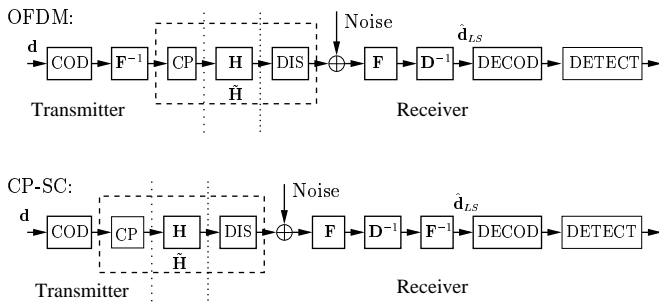 OFDM:
Noise
d
COD
F⁻¹
CP
H
DIS
F
D⁻¹
d̂_LS
DECOD
DETECT
H̃
Transmitter
Receiver
CP-SC:
Noise
d
COD
CP
H
DIS
F
D⁻¹
F⁻¹
d̂_LS
DECOD
DETECT
H̃
Transmitter
Receiver